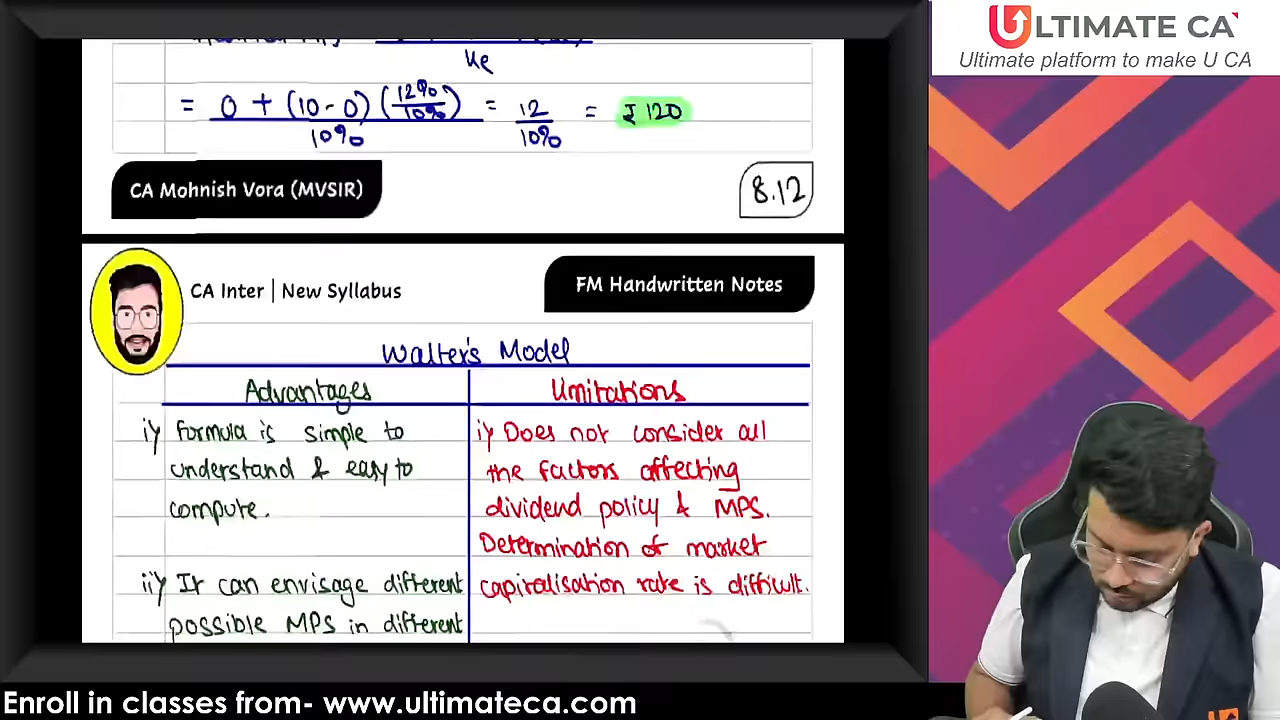 ULTIMATE CA
Ultimate platform to make U CA
Ke
= 0 + (10-0) (12%/10%) = 12 = ₹120
10% 10%
CA Mohnish Vora (MVSIR)
8.12
CA Inter | New Syllabus
FM Handwritten Notes
Walter's Model
Advantages
Limitations
i) Formula is simple to
understand & easy to
compute.
ii) It can envisage different
possible MPS in different
i) Does not consider all
the factors affecting
dividend policy & MPS.
Determination of market
capitalisation rate is difficult.
Enroll in classes from- www.ultimateca.com